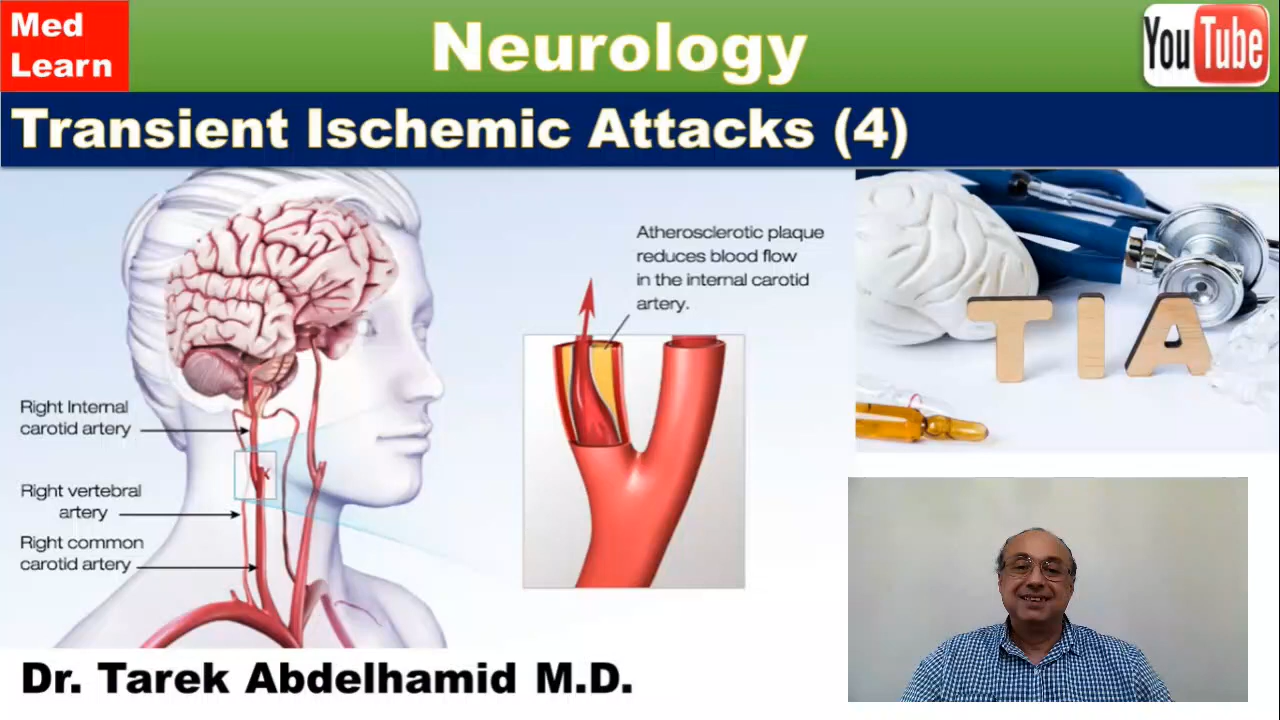 Med
Learn
Neurology
YouTube
Transient Ischemic Attacks (4)
Atherosclerotic plaque
reduces blood flow
in the internal carotid
artery.
TIA
Right Internal
carotid artery
Right vertebral
artery
Right common
carotid artery
Dr. Tarek Abdelhamid M.D.